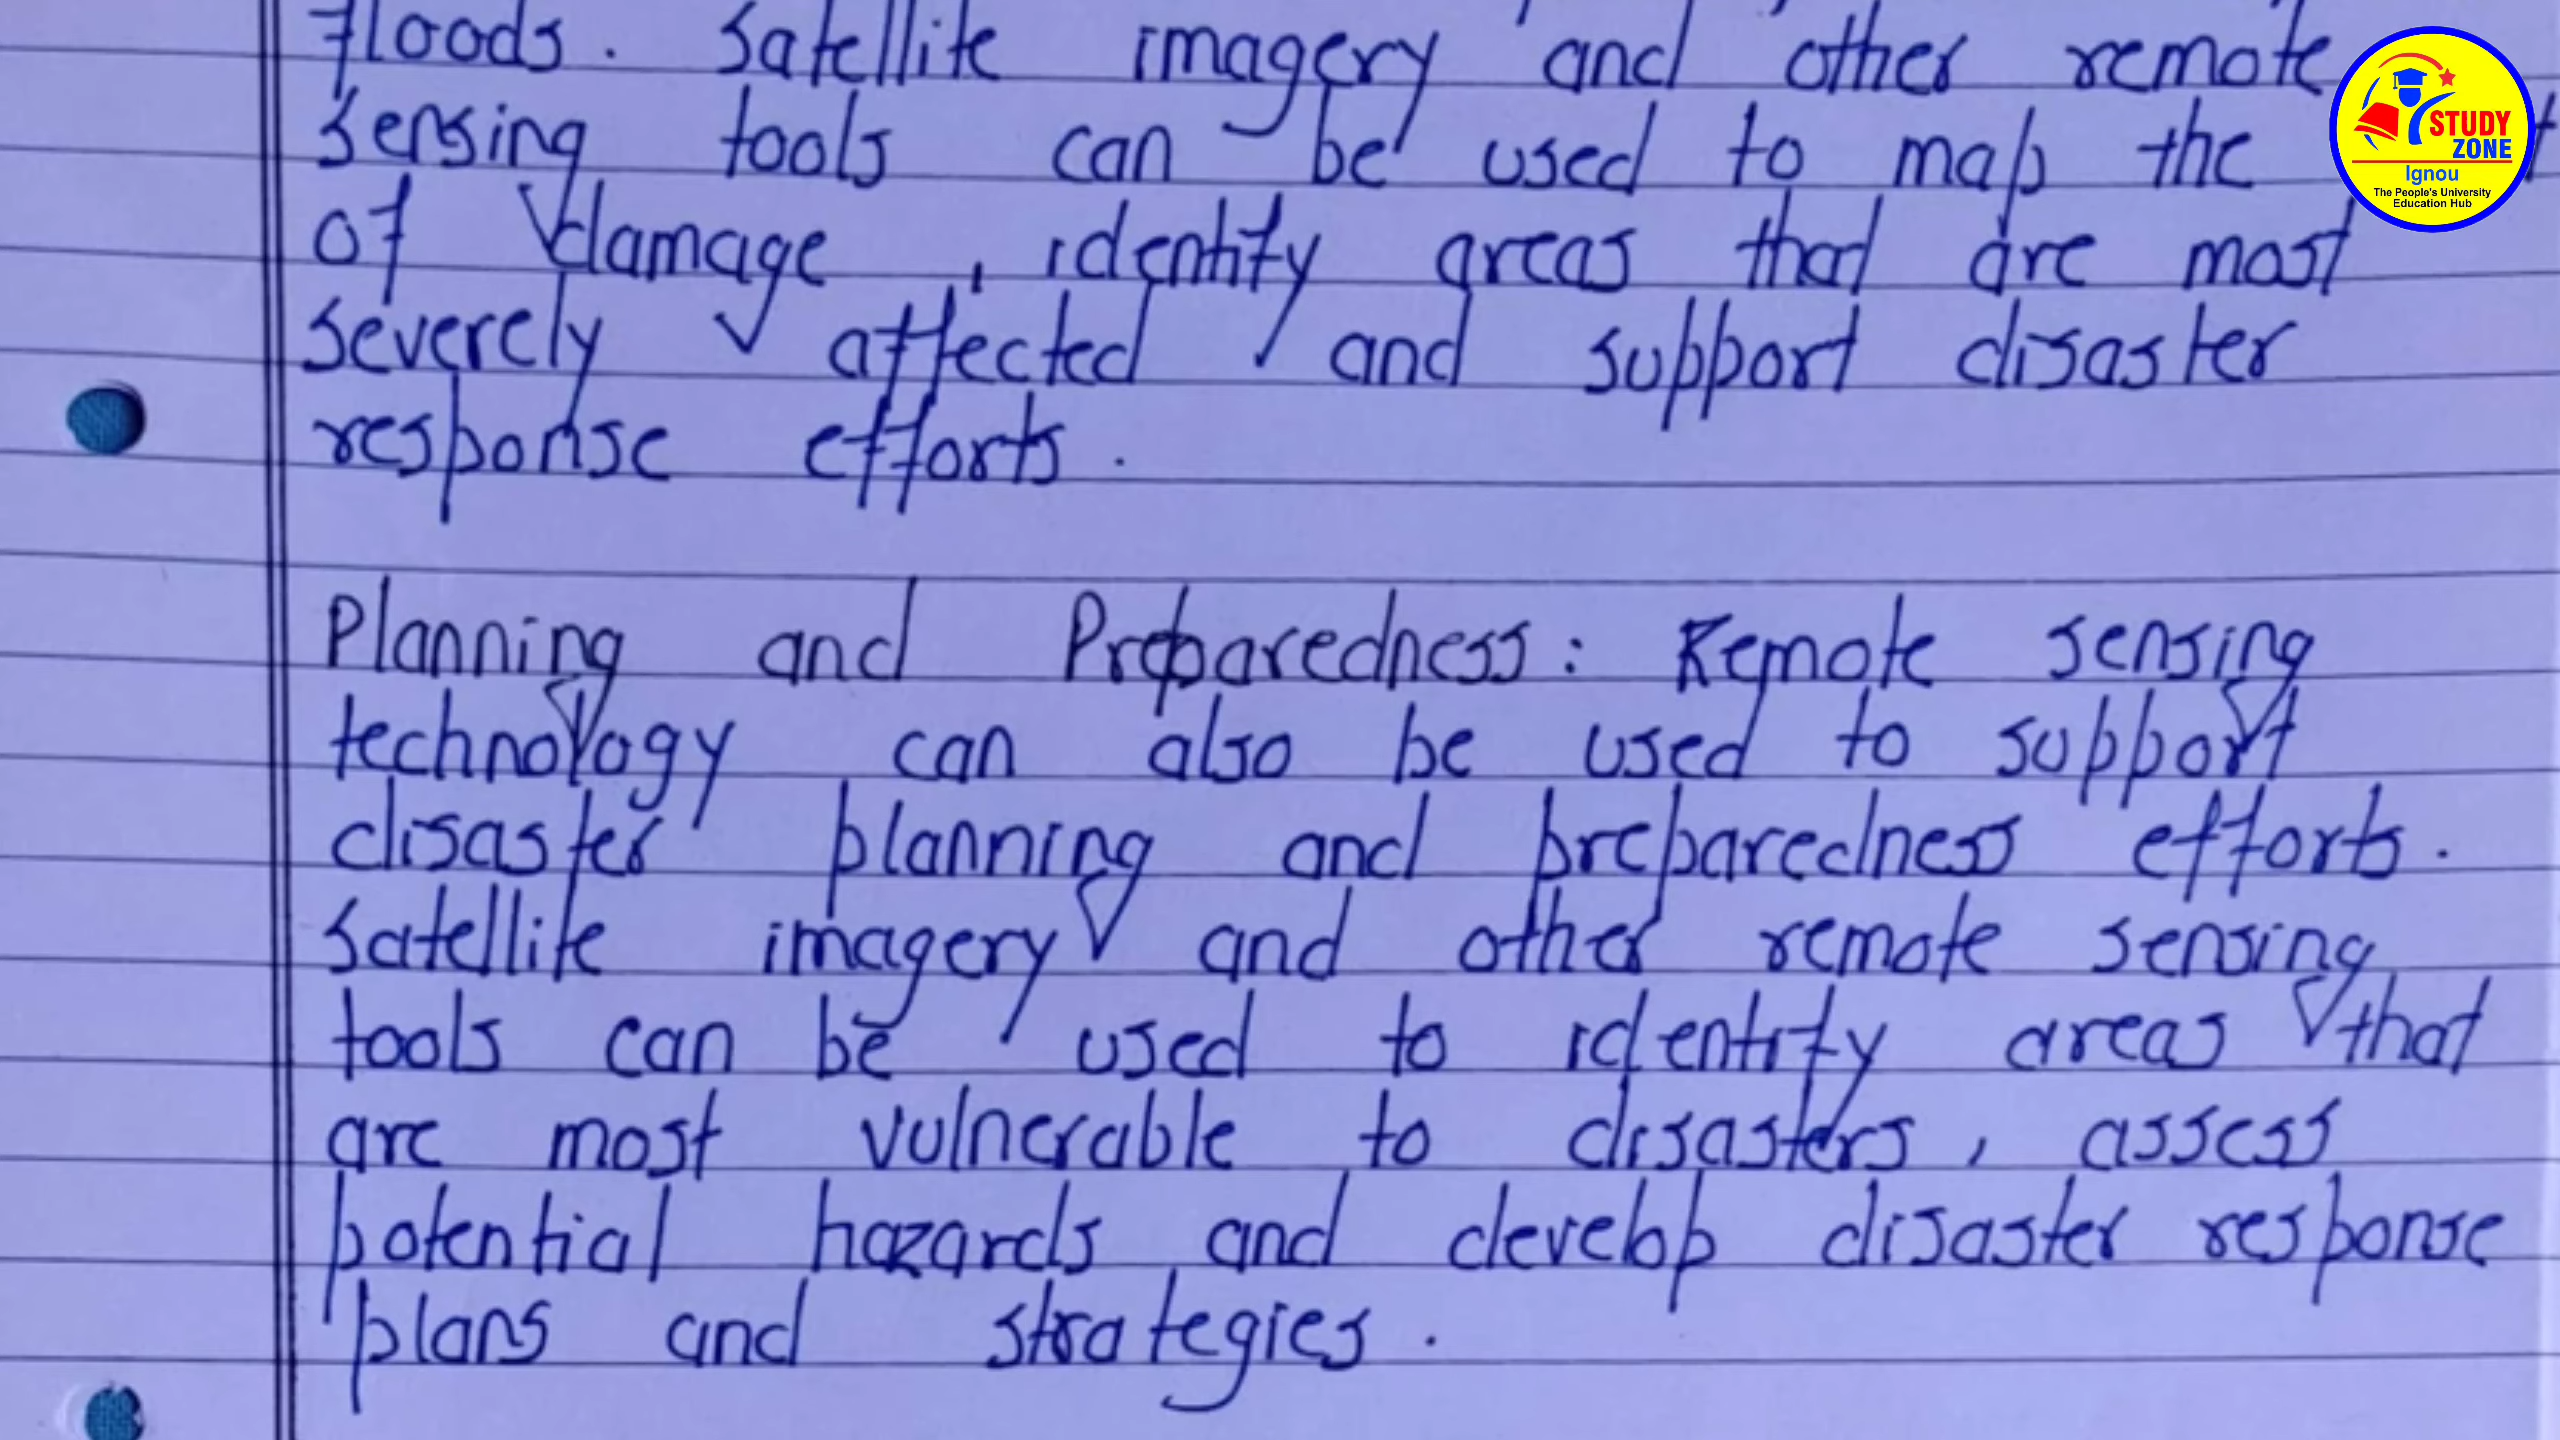 floods. Satellite imagery and other remote
sensing tools can be used to map the
of damage, identify areas that are most
severely affected, and support disaster
response efforts.
Planning and Preparedness: Remote sensing
technology can also be used to support
disaster planning and preparedness efforts.
Satellite imagery and other remote sensing
tools can be used to identify areas that
are most vulnerable to disasters, assess
potential hazards and develop disaster response
plans and strategies.
STUDY
ZONE
Ignou
The People's University
Education Hub